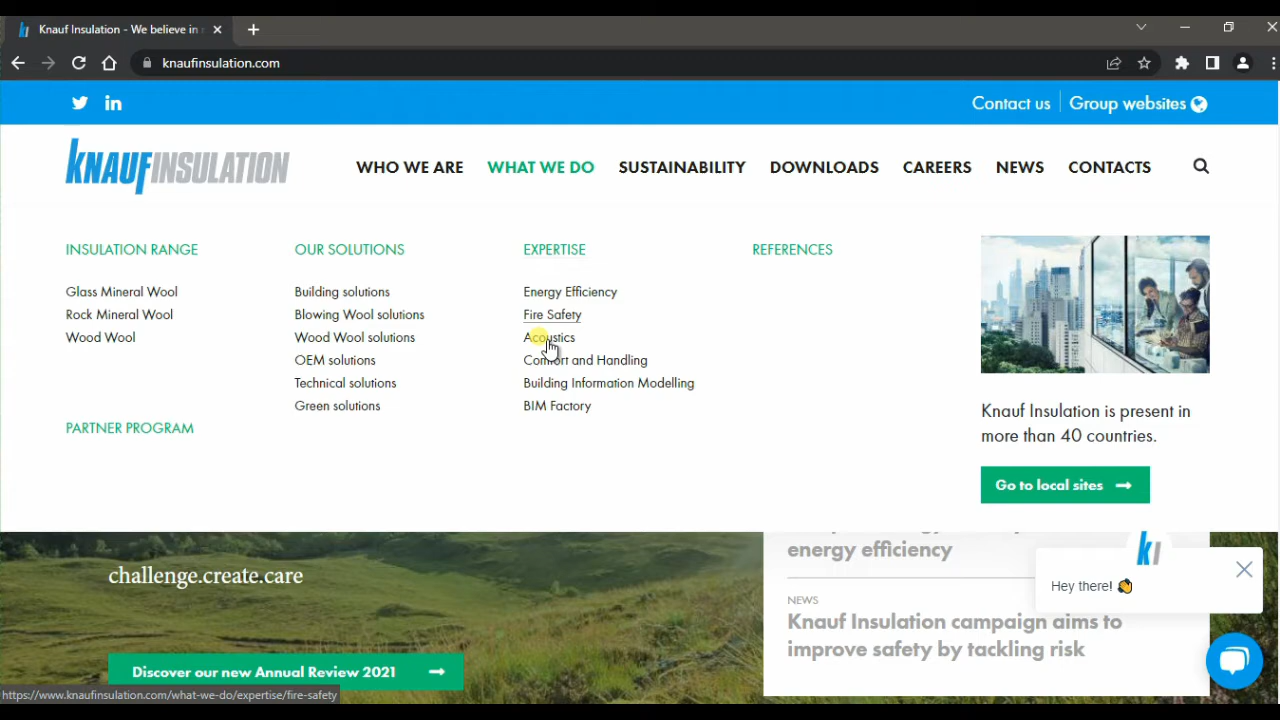 Knauf Insulation - We believe in
knaufinsulation.com
Contact us
Group websites
KNAUFINSULATION
WHO WE ARE
WHAT WE DO
SUSTAINABILITY
DOWNLOADS
CAREERS
NEWS
CONTACTS
INSULATION RANGE
Glass Mineral Wool
Rock Mineral Wool
Wood Wool
PARTNER PROGRAM
OUR SOLUTIONS
Building solutions
Blowing Wool solutions
Wood Wool solutions
OEM solutions
Technical solutions
Green solutions
EXPERTISE
Energy Efficiency
Fire Safety
Acoustics
Comfort and Handling
Building Information Modelling
BIM Factory
REFERENCES
Knauf Insulation is present in
more than 40 countries.
Go to local sites
challenge.create.care
Discover our new Annual Review 2021
energy efficiency
NEWS
Knauf Insulation campaign aims to
improve safety by tackling risk
KI
Hey there! 👋
https://www.knaufinsulation.com/what-we-do/expertise/fire-safety